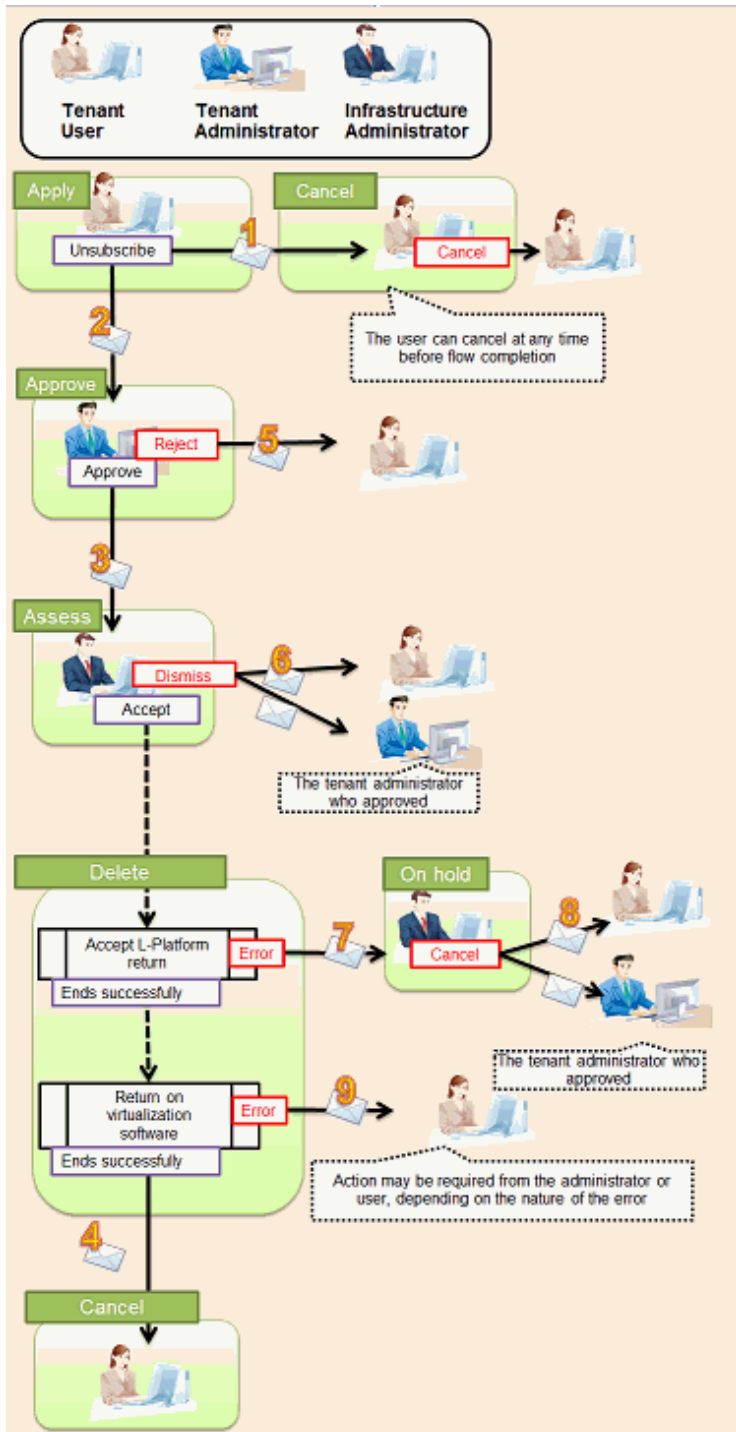 Tenant
User
Tenant
Administrator
Infrastructure
Administrator
Apply
Unsubscribe
1
Cancel
Cancel
The user can cancel at any time
before flow completion
2
Approve
Reject
Approve
5
3
Assess
Dismiss
Accept
6
The tenant administrator
who approved
Delete
Accept L-Platform
return
Error
Ends successfully
7
On hold
Cancel
8
The tenant administrator who
approved
Return on
virtualization
software
Error
Ends successfully
9
Action may be required from the administrator or
user, depending on the nature of the error
4
Cancel